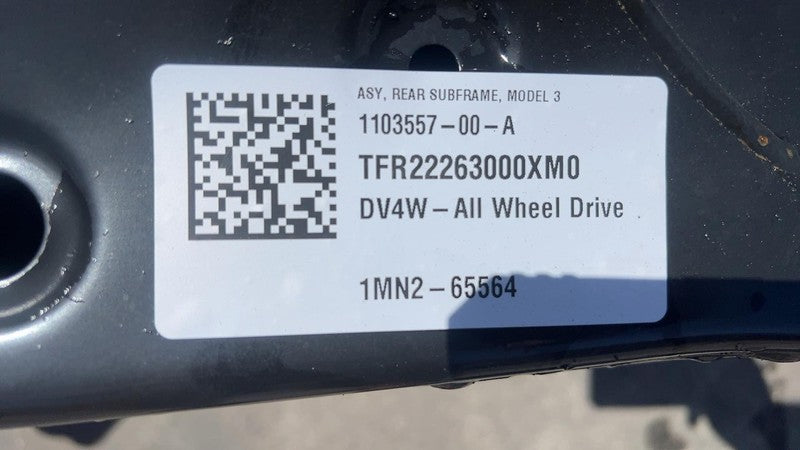 ASY, REAR SUBFRAME, MODEL 3
1103557-00-A
TFR22263000XM0
DV4W-All Wheel Drive
1MN2-65564